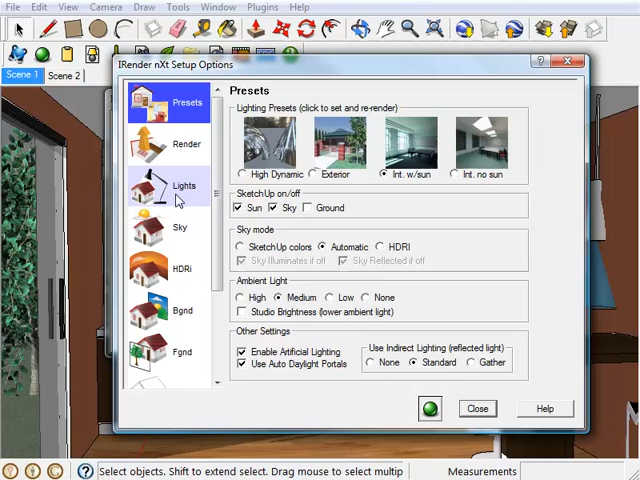 File Edit View Camera Draw Tools Window Plugins Help
Scene 1 Scene 2
IRender nXt Setup Options
Presets
Render
Lights
Sky
HDRi
Bgnd
Fgnd
Presets
Lighting Presets (click to set and re-render)
High Dynamic Exterior Int. w/sun Int. no sun
SketchUp on/off
Sun Sky Ground
Sky mode
SketchUp colors Automatic HDRI
Sky Illuminates if off Sky Reflected if off
Ambient Light
High Medium Low None
Studio Brightness (lower ambient light)
Other Settings
Enable Artificial Lighting
Use Auto Daylight Portals
Use Indirect Lighting (reflected light)
None Standard Gather
Close Help
Select objects. Shift to extend select. Drag mouse to select multip Measurements